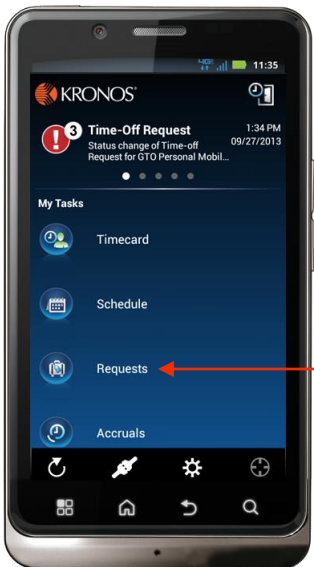 4G
11:35
KRONOS®
3
Time-Off Request
1:34 PM
Status change of Time-off
09/27/2013
Request for GTO Personal Mobil...
My Tasks
Timecard
Schedule
Requests
Accruals